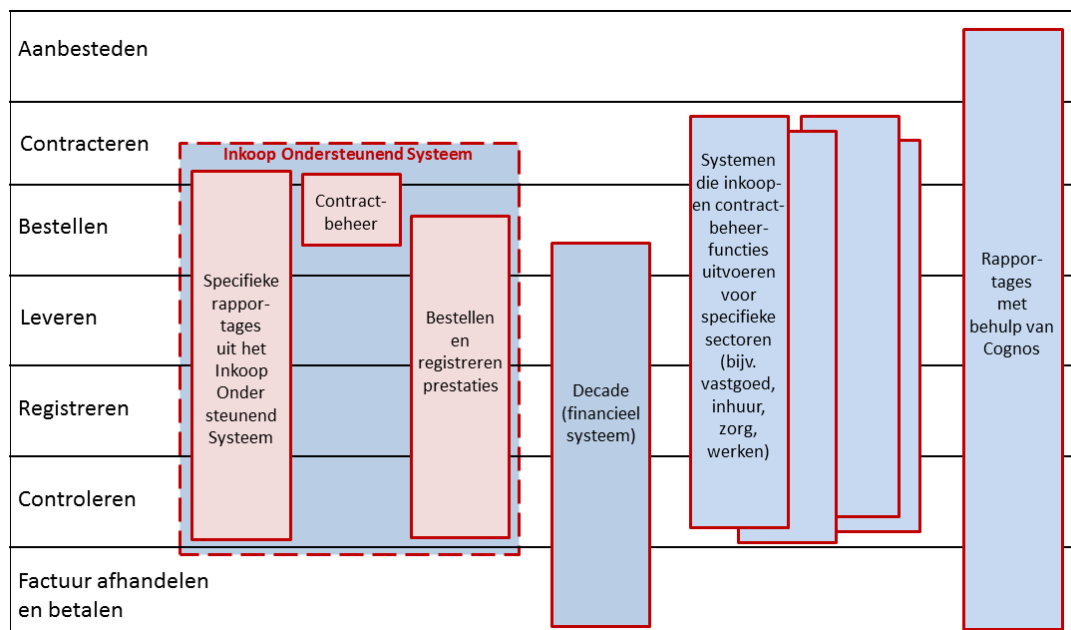 Aanbesteden
Contracteren
Bestellen
Leveren
Registreren
Controleren
Factuur afhandelen
en betalen
Inkoop Ondersteunend Systeem
Specifieke
rappor-
tages
uit het
Inkoop
Onder
steunend
Systeem
Contract-
beheer
Bestellen
en
registreren
prestaties
Decade
(financieel
systeem)
Systemen
die inkoop-
en contract-
beheer-
functies
uitvoeren
voor
specifieke
sectoren
(bijv.
vastgoed,
inhuur,
zorg,
werken)
Rappor-
tages
met
behulp van
Cognos